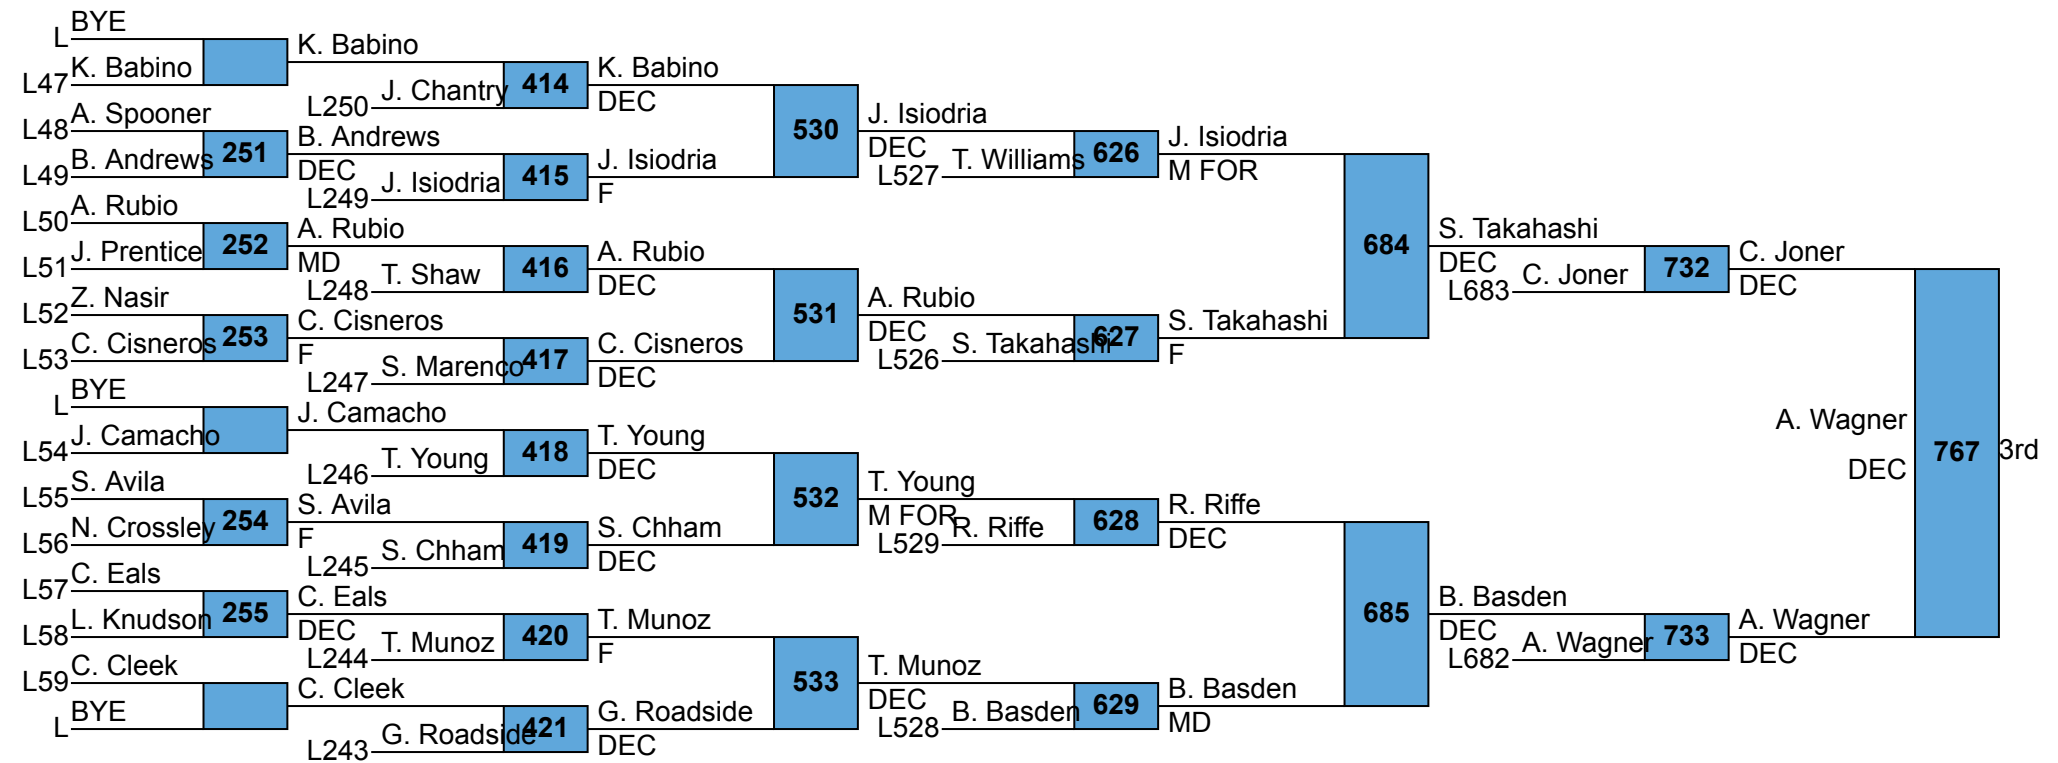 BYE
L
K. Babino
L47
K. Babino
J. Chantry
L250
414
K. Babino
DEC
A. Spooner
L48
B. Andrews
L49
251
B. Andrews
DEC
J. Isiodria
L249
415
J. Isiodria
F
530
J. Isiodria
DEC
T. Williams
L527
626
J. Isiodria
M FOR
A. Rubio
L50
J. Prentice
L51
252
A. Rubio
MD
T. Shaw
L248
416
A. Rubio
DEC
Z. Nasir
L52
C. Cisneros
L53
253
C. Cisneros
F
S. Marenco
L247
417
C. Cisneros
DEC
531
A. Rubio
DEC
S. Takahashi
L526
627
S. Takahashi
F
684
S. Takahashi
DEC
C. Joner
L683
732
C. Joner
DEC
BYE
L
J. Camacho
L54
J. Camacho
T. Young
L246
418
T. Young
DEC
S. Avila
L55
N. Crossley
L56
254
S. Avila
F
S. Chham
L245
419
S. Chham
DEC
532
T. Young
M FOR
R. Riffe
L529
628
R. Riffe
DEC
C. Eals
L57
L. Knudson
L58
255
C. Eals
DEC
T. Munoz
L244
420
T. Munoz
F
C. Cleek
L59
BYE
L
C. Cleek
G. Roadside
L243
421
G. Roadside
DEC
533
T. Munoz
DEC
B. Basden
L528
629
B. Basden
MD
685
B. Basden
DEC
A. Wagner
L682
733
A. Wagner
DEC
A. Wagner
DEC
767
3rd